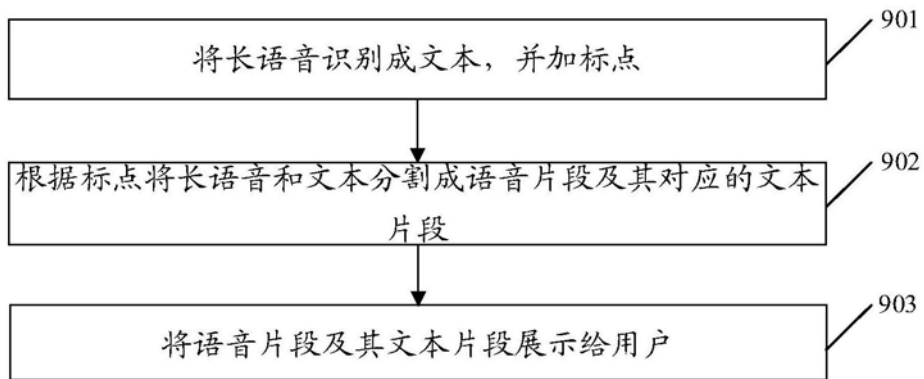 901
将长语音识别成文本，并加标点
902
根据标点将长语音和文本分割成语音片段及其对应的文本
片段
903
将语音片段及其文本片段展示给用户